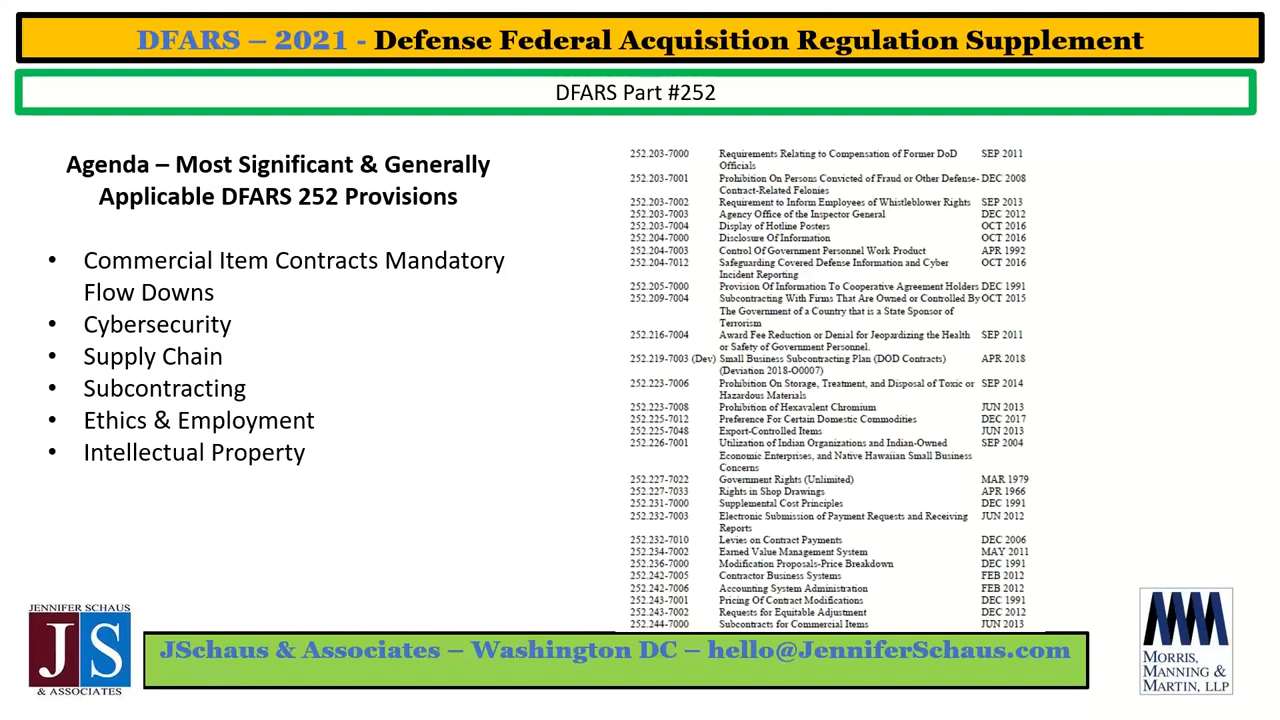 DFARS – 2021 - Defense Federal Acquisition Regulation Supplement
DFARS Part #252
Agenda – Most Significant & Generally
Applicable DFARS 252 Provisions
• Commercial Item Contracts Mandatory
Flow Downs
• Cybersecurity
• Supply Chain
• Subcontracting
• Ethics & Employment
• Intellectual Property
252.203-7000 Requirements Relating to Compensation of Former DoD SEP 2011
Officials
252.203-7001 Prohibition On Persons Convicted of Fraud or Other Defense- DEC 2008
Contract-Related Felonies
252.203-7002 Requirement to Inform Employees of Whistleblower Rights SEP 2013
252.203-7003 Agency Office of the Inspector General DEC 2012
252.203-7004 Display of Hotline Posters OCT 2016
252.204-7000 Disclosure Of Information OCT 2016
252.204-7003 Control Of Government Personnel Work Product APR 1992
252.204-7012 Safeguarding Covered Defense Information and Cyber OCT 2016
Incident Reporting
252.205-7000 Provision Of Information To Cooperative Agreement Holders DEC 1991
252.209-7004 Subcontracting With Firms That Are Owned or Controlled By OCT 2015
The Government of a Country that is a State Sponsor of
Terrorism
252.216-7004 Award Fee Reduction or Denial for Jeopardizing the Health SEP 2011
or Safety of Government Personnel.
252.219-7003 (Dev) Small Business Subcontracting Plan (DOD Contracts) APR 2018
(Deviation 2018-O0007)
252.223-7006 Prohibition On Storage, Treatment, and Disposal of Toxic or SEP 2014
Hazardous Materials
252.223-7008 Prohibition of Hexavalent Chromium JUN 2013
252.225-7012 Preference For Certain Domestic Commodities DEC 2017
252.225-7048 Export-Controlled Items JUN 2013
252.226-7001 Utilization of Indian Organizations and Indian-Owned SEP 2004
Economic Enterprises, and Native Hawaiian Small Business
Concerns
252.227-7022 Government Rights (Unlimited) MAR 1979
252.227-7033 Rights in Shop Drawings APR 1966
252.231-7000 Supplemental Cost Principles DEC 1991
252.232-7003 Electronic Submission of Payment Requests and Receiving JUN 2012
Reports
252.232-7010 Levies on Contract Payments DEC 2006
252.234-7002 Earned Value Management System MAY 2011
252.236-7000 Modification Proposals-Price Breakdown DEC 1991
252.242-7005 Contractor Business Systems FEB 2012
252.242-7006 Accounting System Administration FEB 2012
252.243-7001 Pricing Of Contract Modifications DEC 1991
252.243-7002 Requests for Equitable Adjustment DEC 2012
252.244-7000 Subcontracts for Commercial Items JUN 2013
JENNIFER SCHAUS
JS
& ASSOCIATES
JSchaus & Associates – Washington DC – hello@JenniferSchaus.com
MORRIS,
MANNING &
MARTIN, LLP